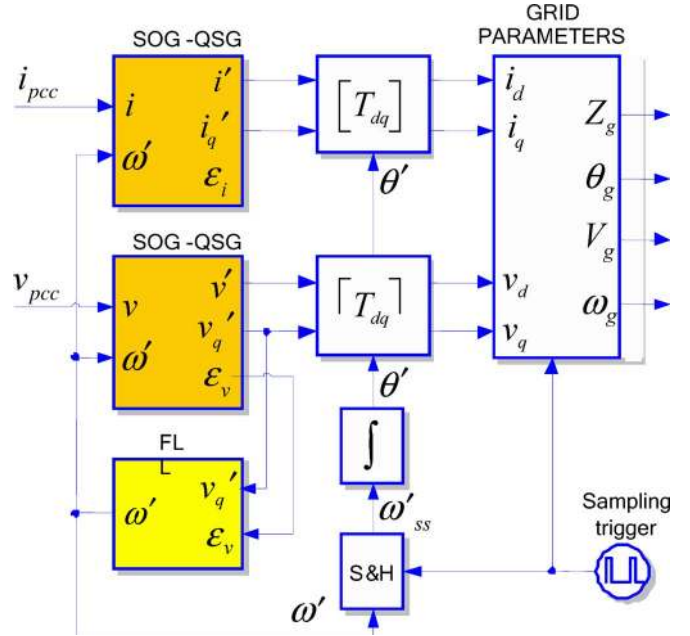 GRID
PARAMETERS
SOG -QSG
i_pcc
i
ω'
i'
i_q'
ε_i
[T_dq]
θ'
i_d
i_q
Z_g
θ_g
V_g
ω_g
SOG -QSG
v_pcc
v
ω'
v'
v_q'
ε_v
⌈T_dq⌉
θ'
v_d
v_q
FL
L
ω'
v_q'
ε_v
∫
ω'_ss
S&H
ω'
Sampling
trigger